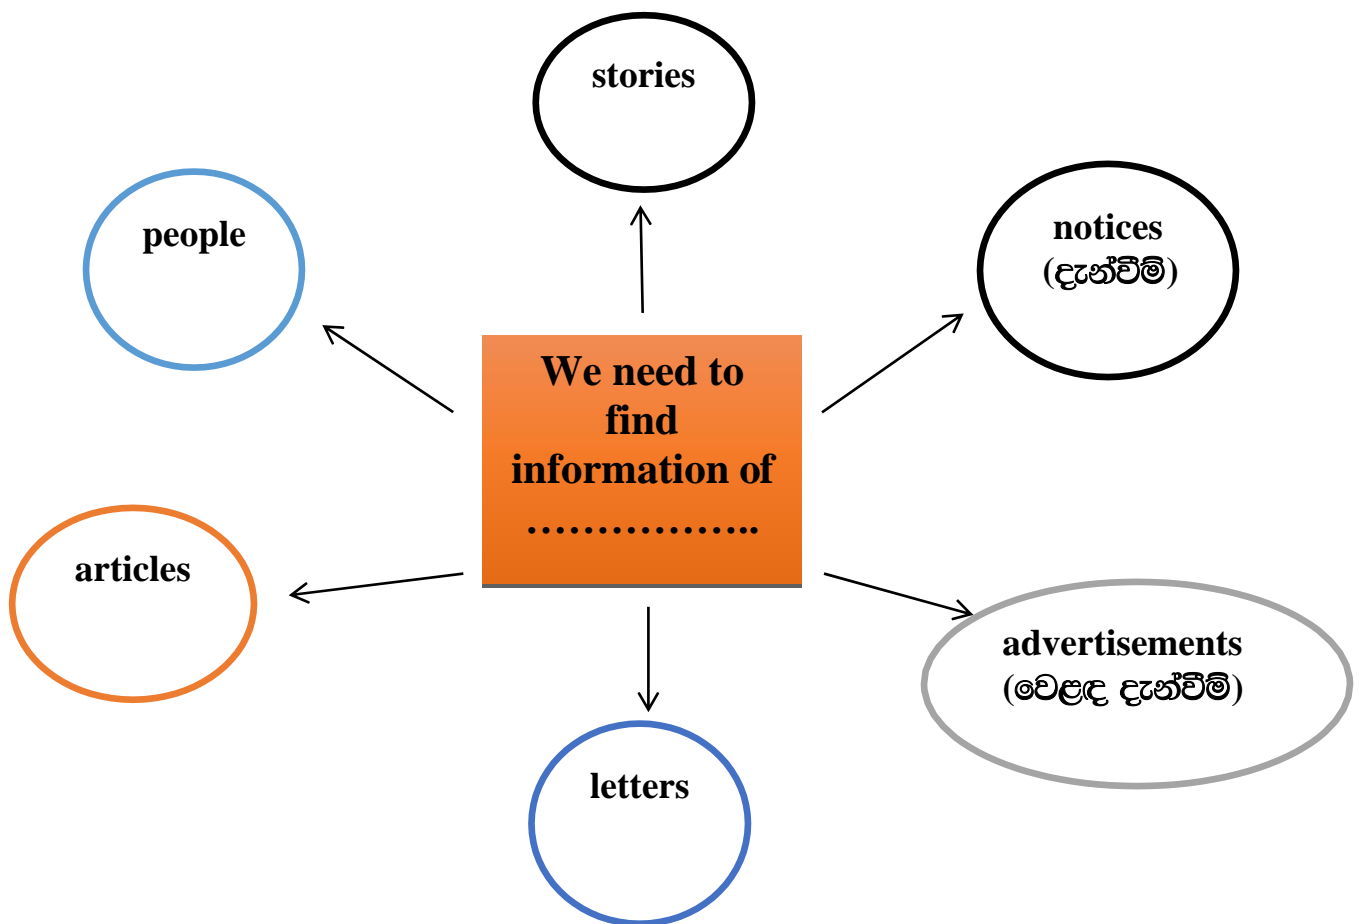 stories
people
notices
(දැන්වීම්)
We need to
find
information of
………………..
articles
advertisements
(වෙළඳ දැන්වීම්)
letters